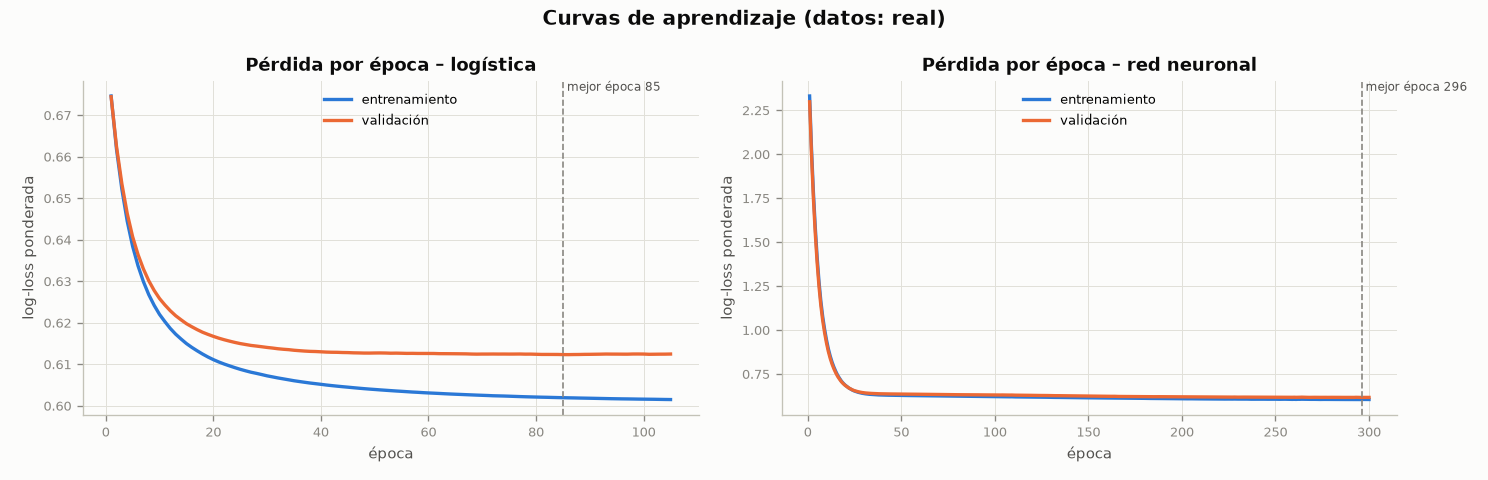 Curvas de aprendizaje (datos: real)
Pérdida por época – logística
mejor época 85
entrenamiento
validación
log-loss ponderada
0.67
0.66
0.65
0.64
0.63
0.62
0.61
0.60
0 20 40 60 80 100
época
Pérdida por época – red neuronal
mejor época 296
entrenamiento
validación
log-loss ponderada
2.25
2.00
1.75
1.50
1.25
1.00
0.75
0 50 100 150 200 250 300
época